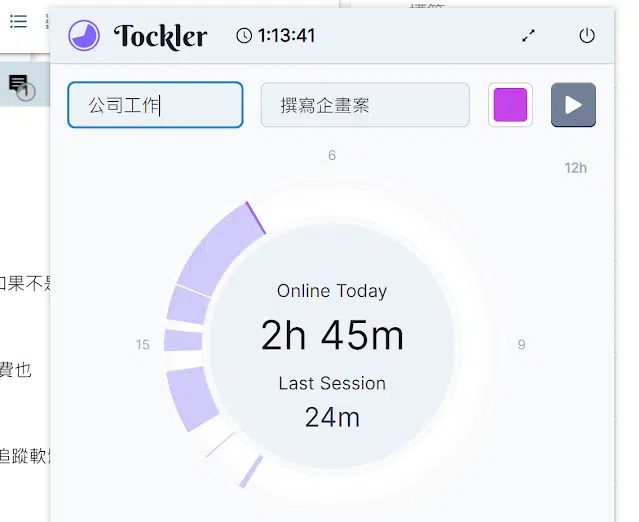 Tockler
1:13:41
公司工作
撰寫企畫案
6
12h
15
9
Online Today
2h 45m
Last Session
24m
1
如果不是
費也
追蹤軟